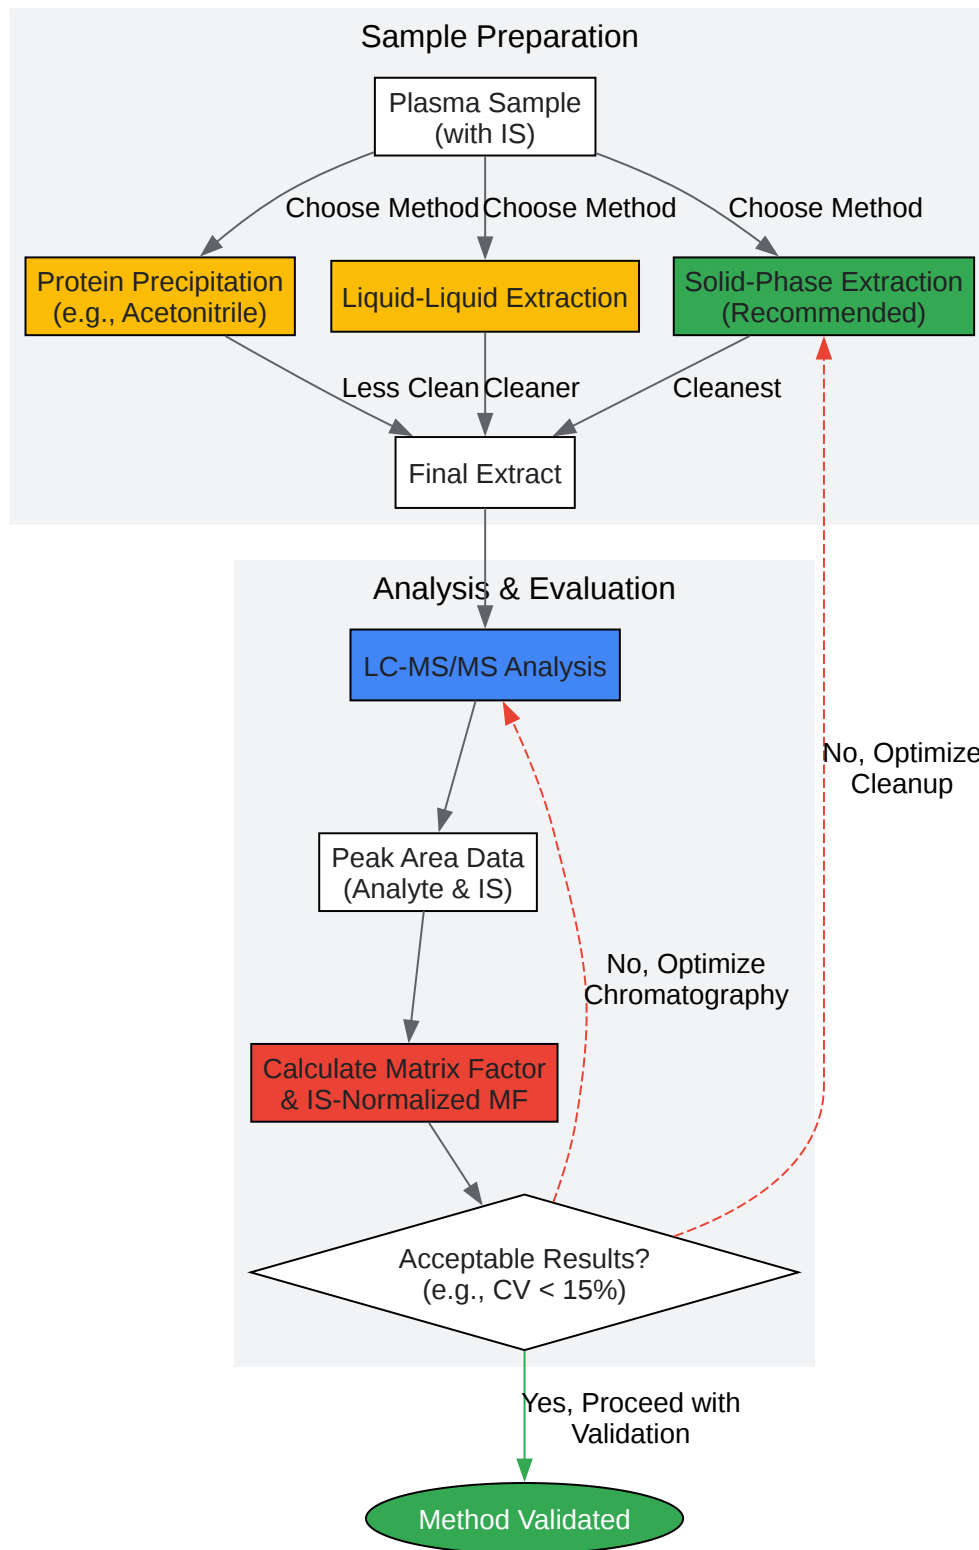 Sample Preparation
Plasma Sample
(with IS)
Choose Method
Choose Method
Choose Method
Protein Precipitation
(e.g., Acetonitrile)
Liquid-Liquid Extraction
Solid-Phase Extraction
(Recommended)
Less Clean
Cleaner
Cleanest
Final Extract
Analysis & Evaluation
LC-MS/MS Analysis
No, Optimize
Cleanup
Peak Area Data
(Analyte & IS)
No, Optimize
Chromatography
Calculate Matrix Factor
& IS-Normalized MF
Acceptable Results?
(e.g., CV < 15%)
Yes, Proceed with
Validation
Method Validated